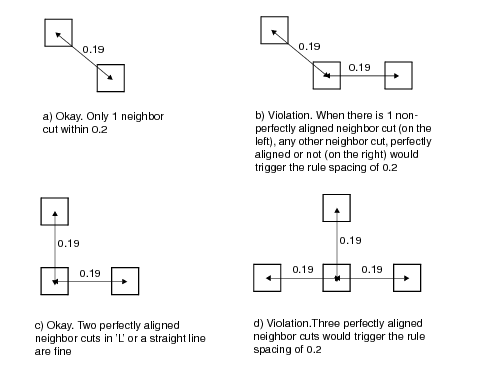 0.19
a) Okay. Only 1 neighbor
cut within 0.2
0.19
0.19
b) Violation. When there is 1 non-
perfectly aligned neighbor cut (on the
left), any other neighbor cut, perfectly
aligned or not (on the right) would
trigger the rule spacing of 0.2
0.19
0.19
c) Okay. Two perfectly aligned
neighbor cuts in 'L' or a straight line
are fine
0.19
0.19
0.19
d) Violation.Three perfectly aligned
neighbor cuts would trigger the rule
spacing of 0.2